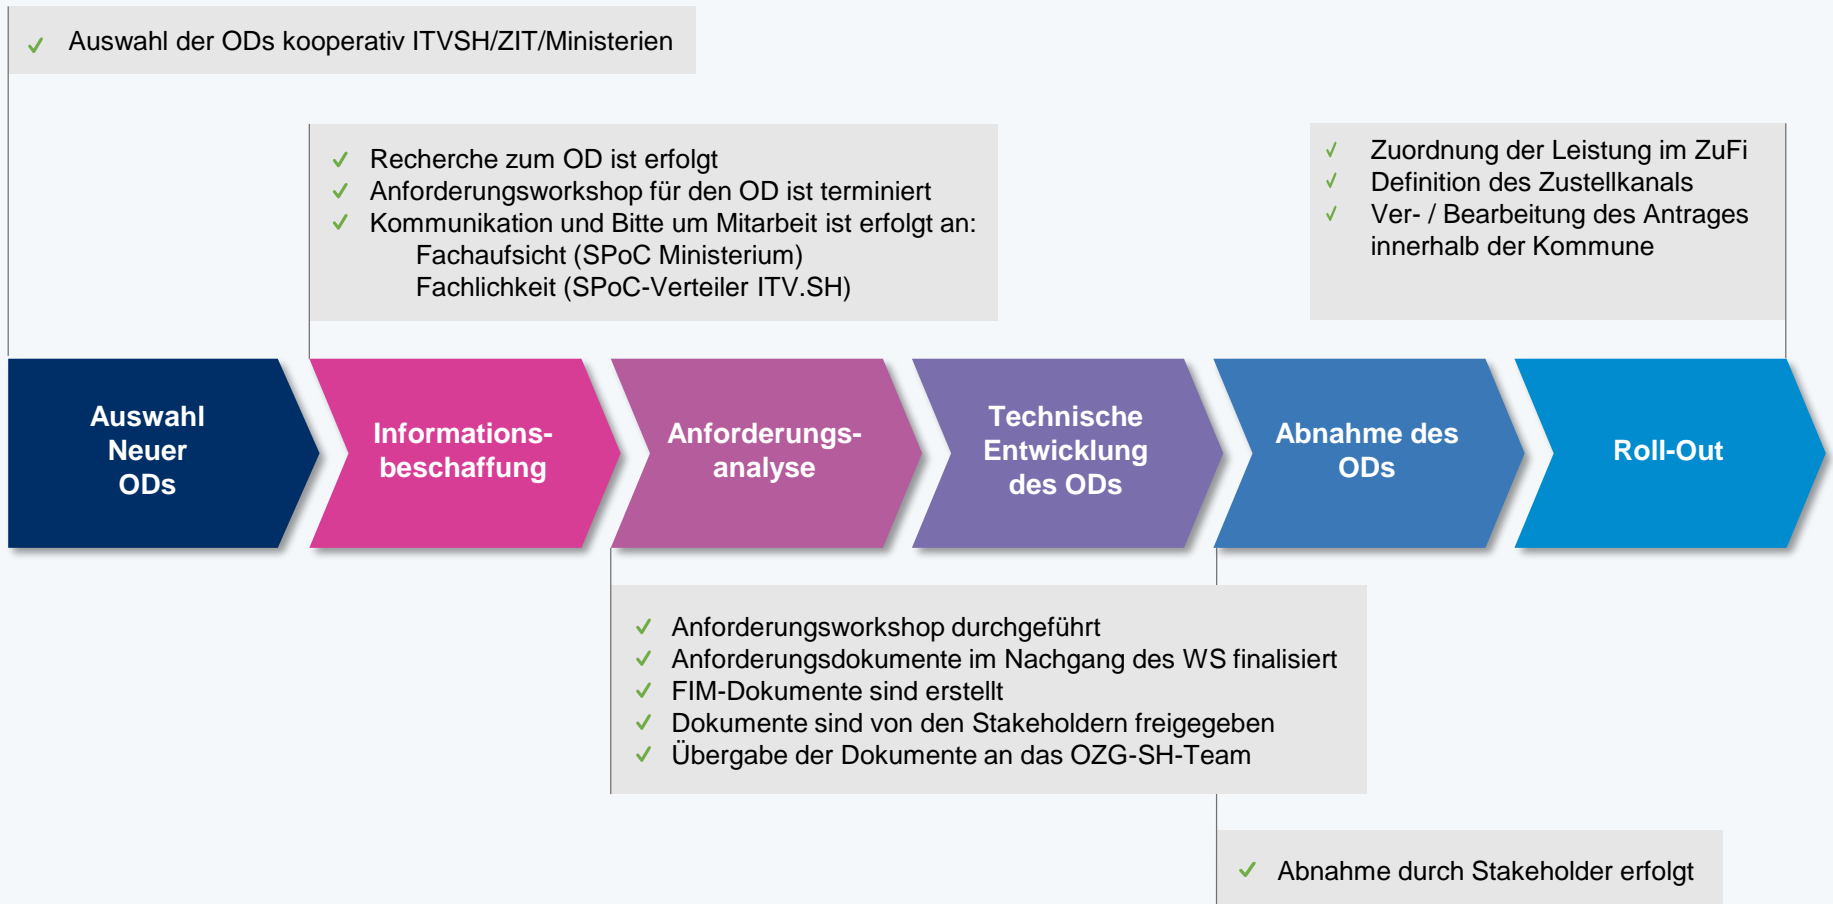 Auswahl der ODs kooperativ ITVSH/ZIT/Ministerien
Recherche zum OD ist erfolgt
Anforderungsworkshop für den OD ist terminiert
Kommunikation und Bitte um Mitarbeit ist erfolgt an:
Fachaufsicht (SPoC Ministerium)
Fachlichkeit (SPoC-Verteiler ITV.SH)
Zuordnung der Leistung im ZuFi
Definition des Zustellkanals
Ver- / Bearbeitung des Antrages
innerhalb der Kommune
Auswahl
Neuer
ODs
Informations-
beschaffung
Anforderungs-
analyse
Technische
Entwicklung
des ODs
Abnahme des
ODs
Roll-Out
Anforderungsworkshop durchgeführt
Anforderungsdokumente im Nachgang des WS finalisiert
FIM-Dokumente sind erstellt
Dokumente sind von den Stakeholdern freigegeben
Übergabe der Dokumente an das OZG-SH-Team
Abnahme durch Stakeholder erfolgt